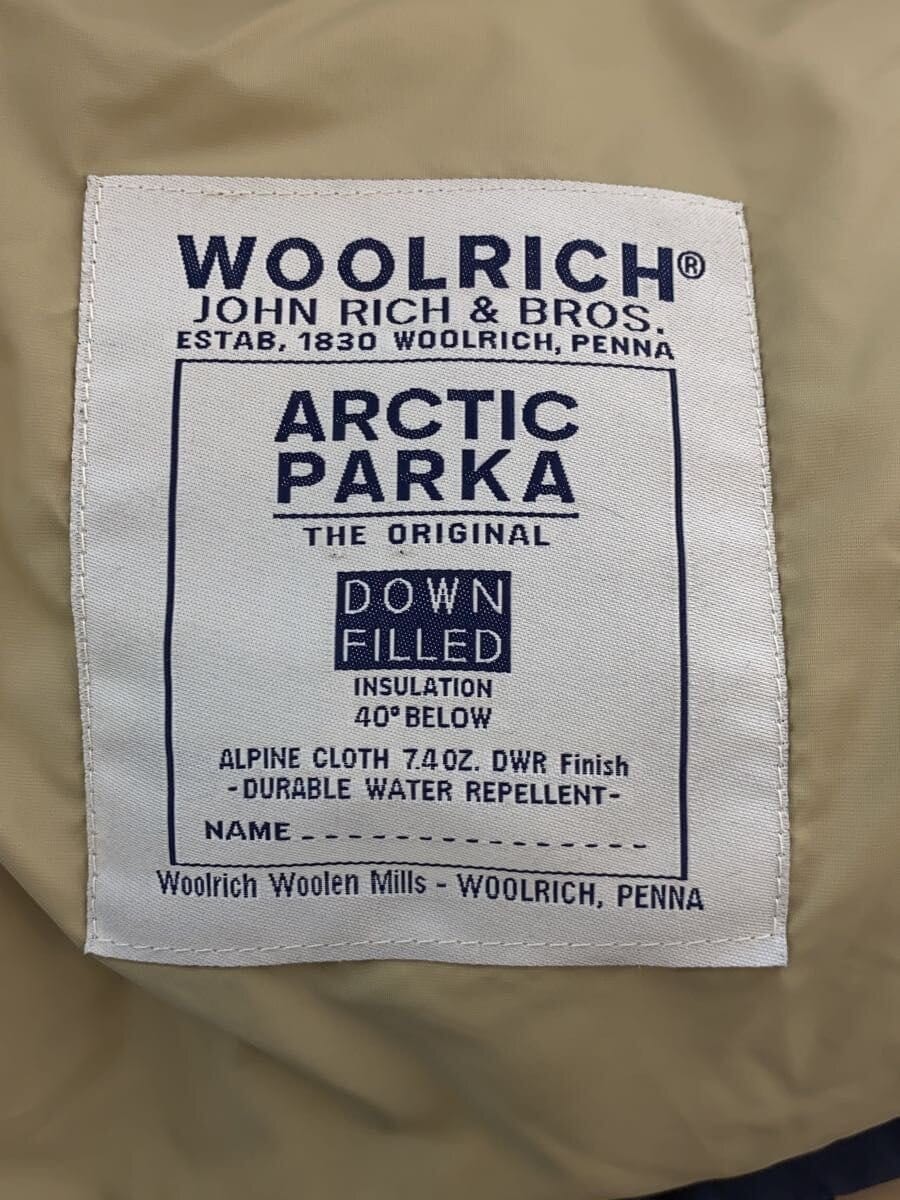 WOOLRICH®
JOHN RICH & BROS.
ESTAB, 1830 WOOLRICH, PENNA
ARCTIC
PARKA
THE ORIGINAL
DOWN
FILLED
INSULATION
40° BELOW
ALPINE CLOTH 7.4 OZ. DWR Finish
-DURABLE WATER REPELLENT-
NAME ________________
Woolrich Woolen Mills - WOOLRICH, PENNA